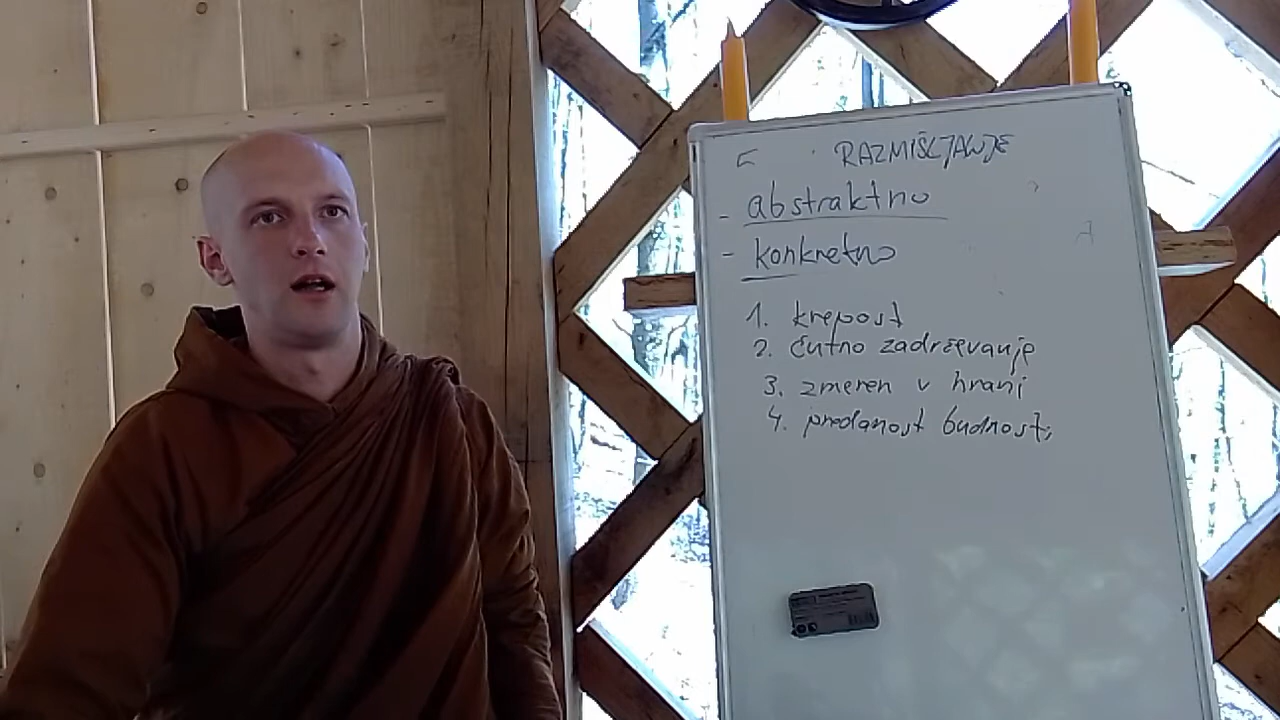 RAZMIŠLJANJE
- abstraktno
- konkretno
1. krepost
2. čutno zadrževanje
3. zmeren v hrani
4. predanost budnosti